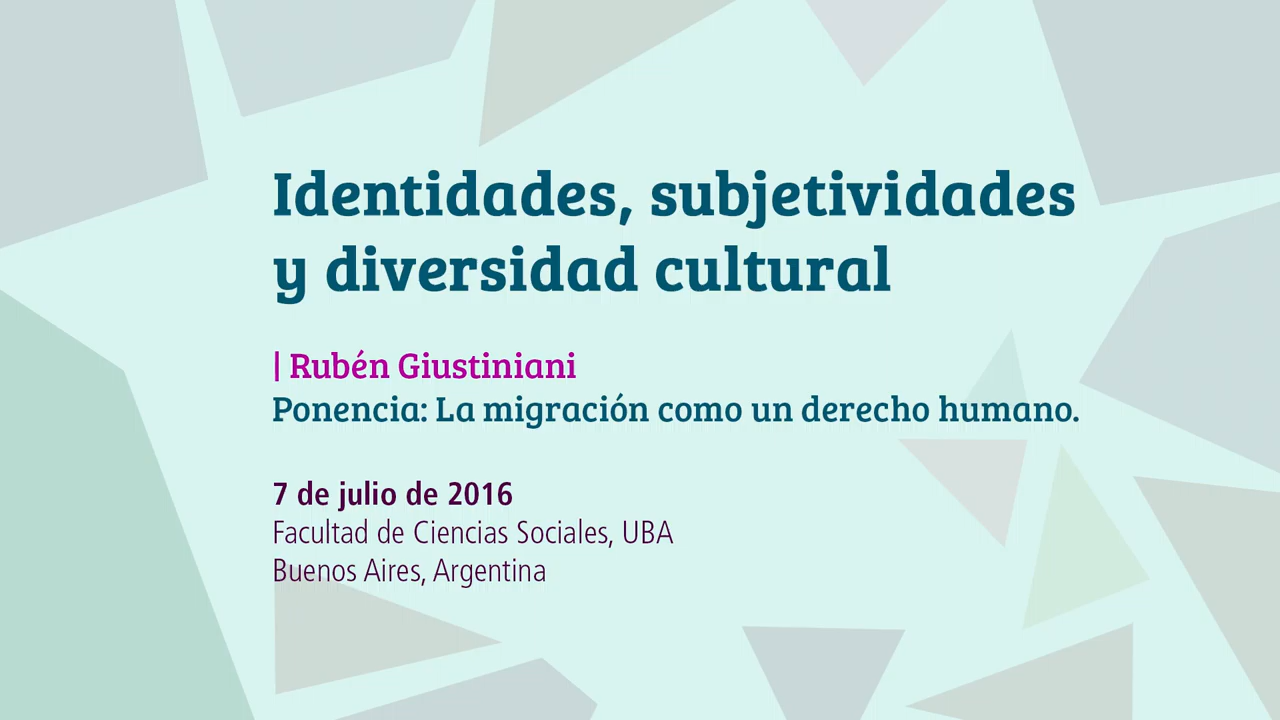 Identidades, subjetividades
y diversidad cultural
| Rubén Giustiniani
Ponencia: La migración como un derecho humano.
7 de julio de 2016
Facultad de Ciencias Sociales, UBA
Buenos Aires, Argentina